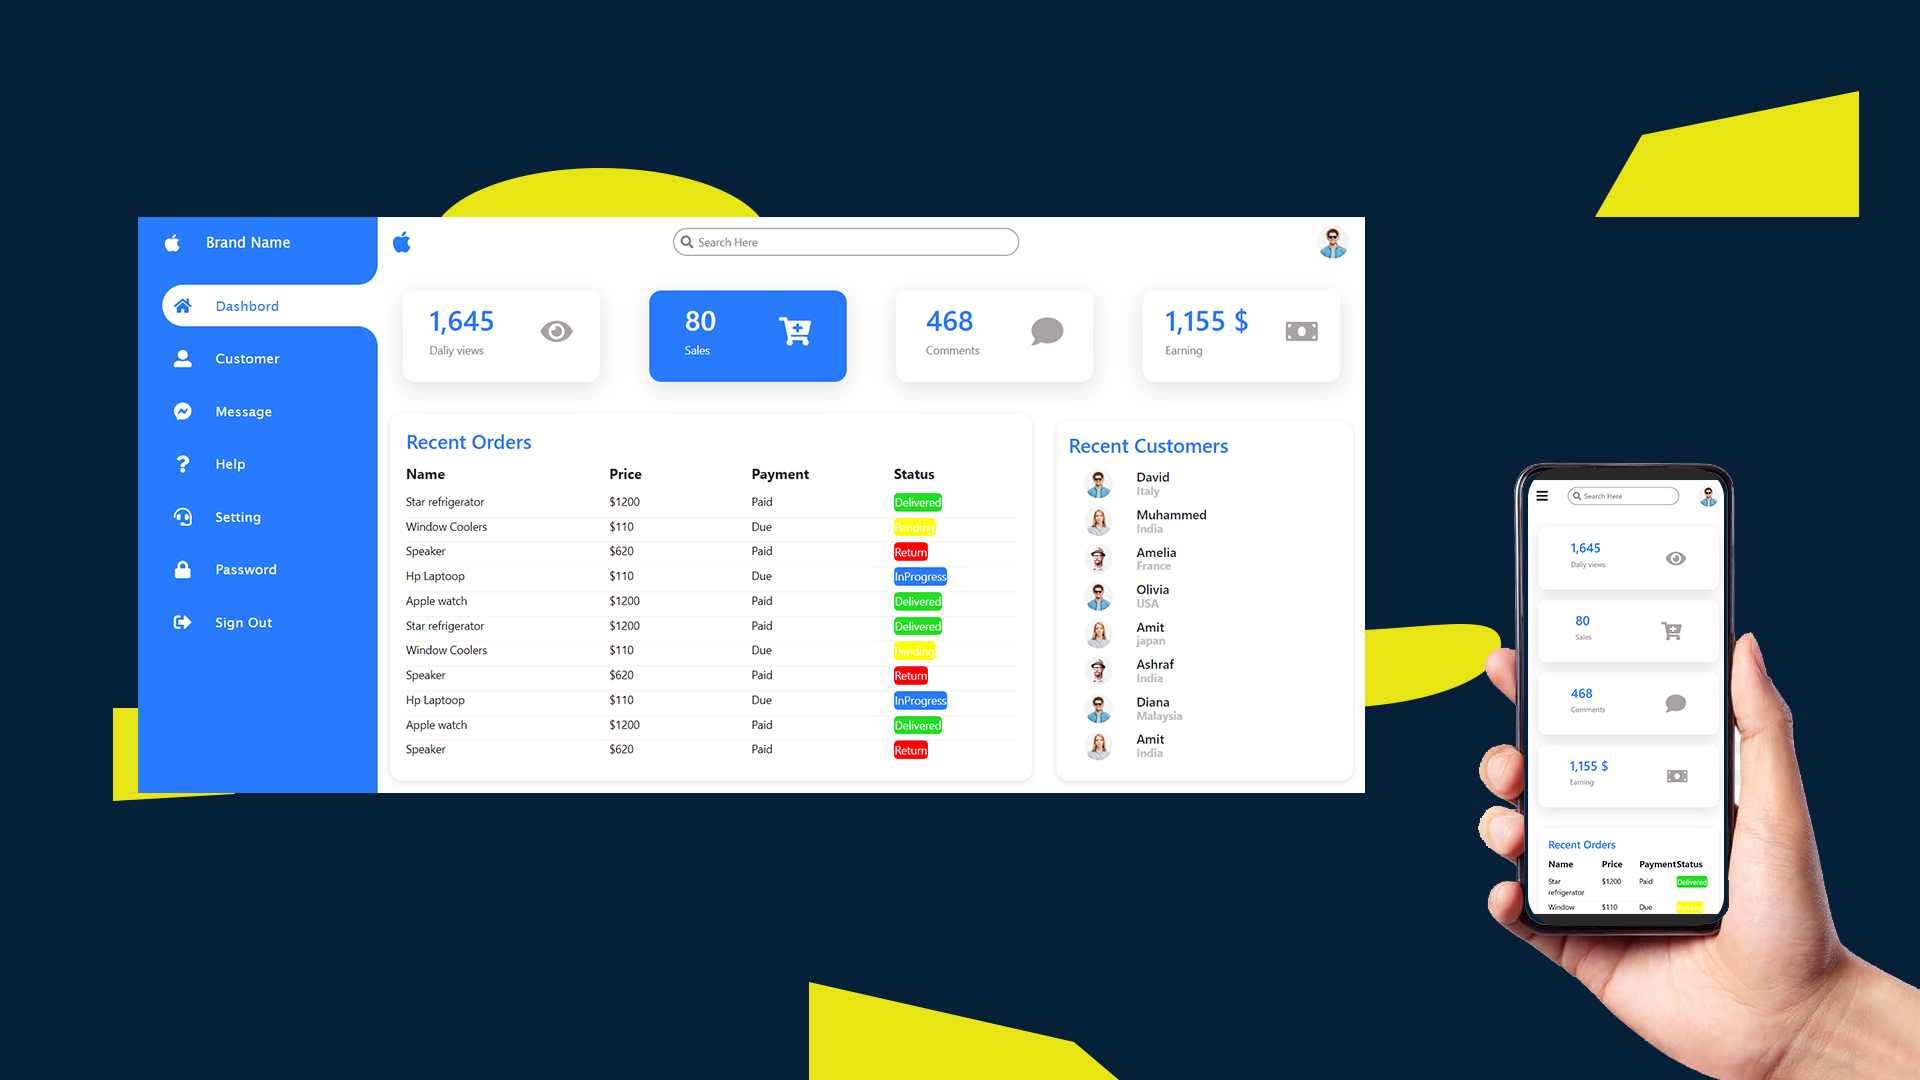 Brand Name
Dashbord
Customer
Message
Help
Setting
Password
Sign Out
Search Here
1,645
Daliy views
80
Sales
468
Comments
1,155 $
Earning
Recent Orders
Name Price Payment Status
Star refrigerator $1200 Paid Delivered
Window Coolers $110 Due Pending
Speaker $620 Paid Return
Hp Laptoop $110 Due InProgress
Apple watch $1200 Paid Delivered
Star refrigerator $1200 Paid Delivered
Window Coolers $110 Due Pending
Speaker $620 Paid Return
Hp Laptoop $110 Due InProgress
Apple watch $1200 Paid Delivered
Speaker $620 Paid Return
Recent Customers
David
Italy
Muhammed
India
Amelia
France
Olivia
USA
Amit
japan
Ashraf
India
Diana
Malaysia
Amit
India
Search Here
1,645
Daliy views
80
Sales
468
Comments
1,155 $
Earning
Recent Orders
Name Price Payment Status
Star $1200 Paid Delivered
refrigerator
Window $110 Due Pending